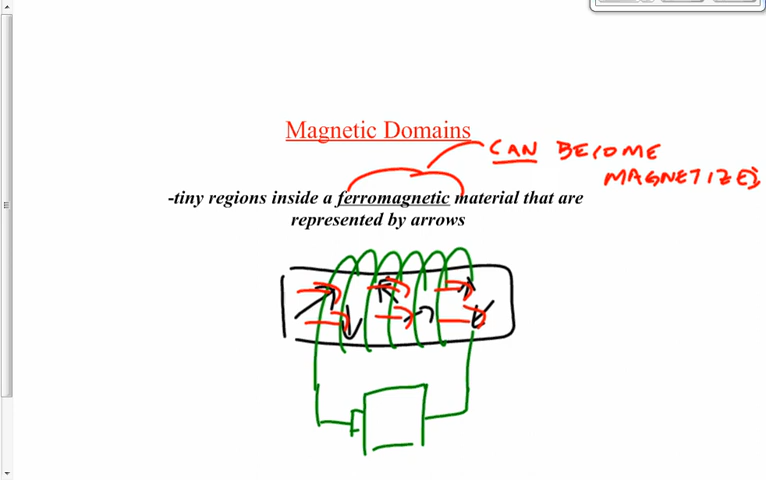 Magnetic Domains
CAN BECOME
MAGNETIZED
-tiny regions inside a ferromagnetic material that are
represented by arrows